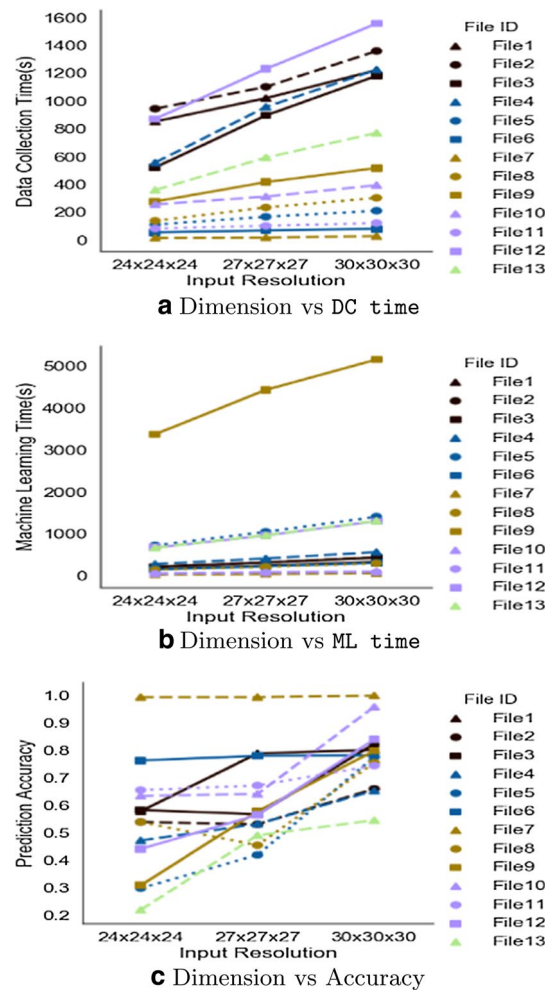 Data Collection Time(s)
1600
1400
1200
1000
800
600
400
200
0
24x24x24 27x27x27 30x30x30
Input Resolution
File ID
File1
File2
File3
File4
File5
File6
File7
File8
File9
File10
File11
File12
File13
a Dimension vs DC time
Machine Learning Time(s)
5000
4000
3000
2000
1000
0
24x24x24 27x27x27 30x30x30
Input Resolution
File ID
File1
File2
File3
File4
File5
File6
File7
File8
File9
File10
File11
File12
File13
b Dimension vs ML time
Prediction Accuracy
1.0
0.9
0.8
0.7
0.6
0.5
0.4
0.3
0.2
24x24x24 27x27x27 30x30x30
Input Resolution
File ID
File1
File2
File3
File4
File5
File6
File7
File8
File9
File10
File11
File12
File13
c Dimension vs Accuracy